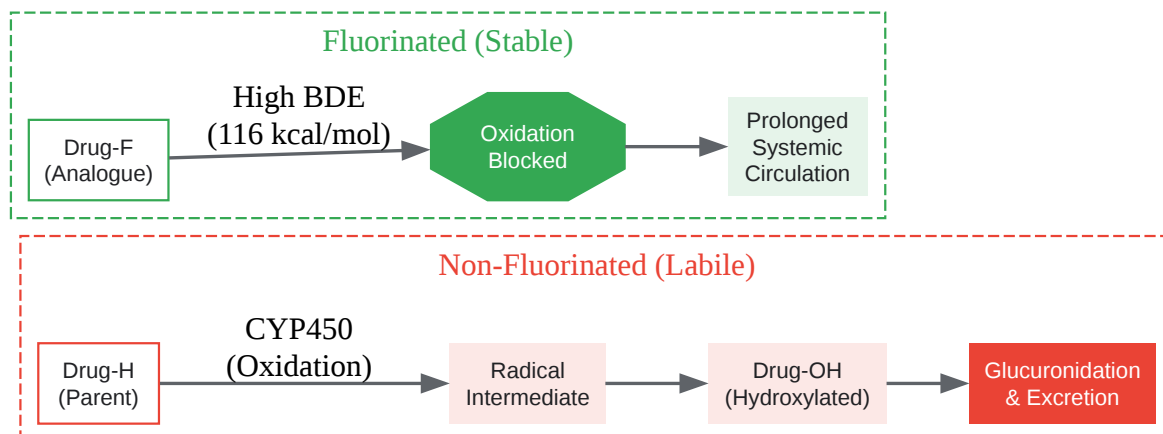 Fluorinated (Stable)
High BDE
(116 kcal/mol)
Drug-F
(Analogue)
Oxidation
Blocked
Prolonged
Systemic
Circulation
Non-Fluorinated (Labile)
CYP450
(Oxidation)
Drug-H
(Parent)
Radical
Intermediate
Drug-OH
(Hydroxylated)
Glucuronidation
& Excretion